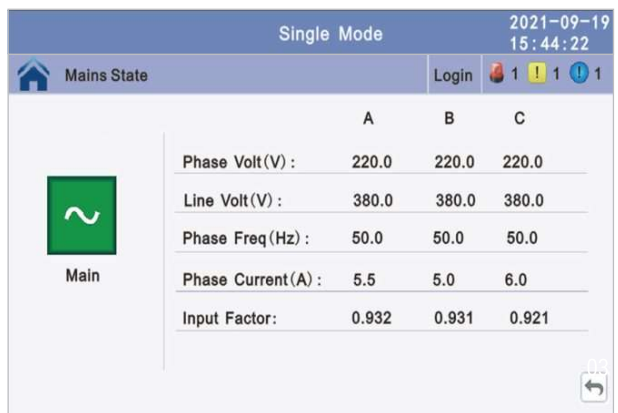 Single Mode
2021-09-19
15:44:22
Mains State
Login
1
! 1
! 1
A B C
Phase Volt(V): 220.0 220.0 220.0
Line Volt(V): 380.0 380.0 380.0
Phase Freq(Hz): 50.0 50.0 50.0
Phase Current(A): 5.5 5.0 6.0
Input Factor: 0.932 0.931 0.921
Main
03